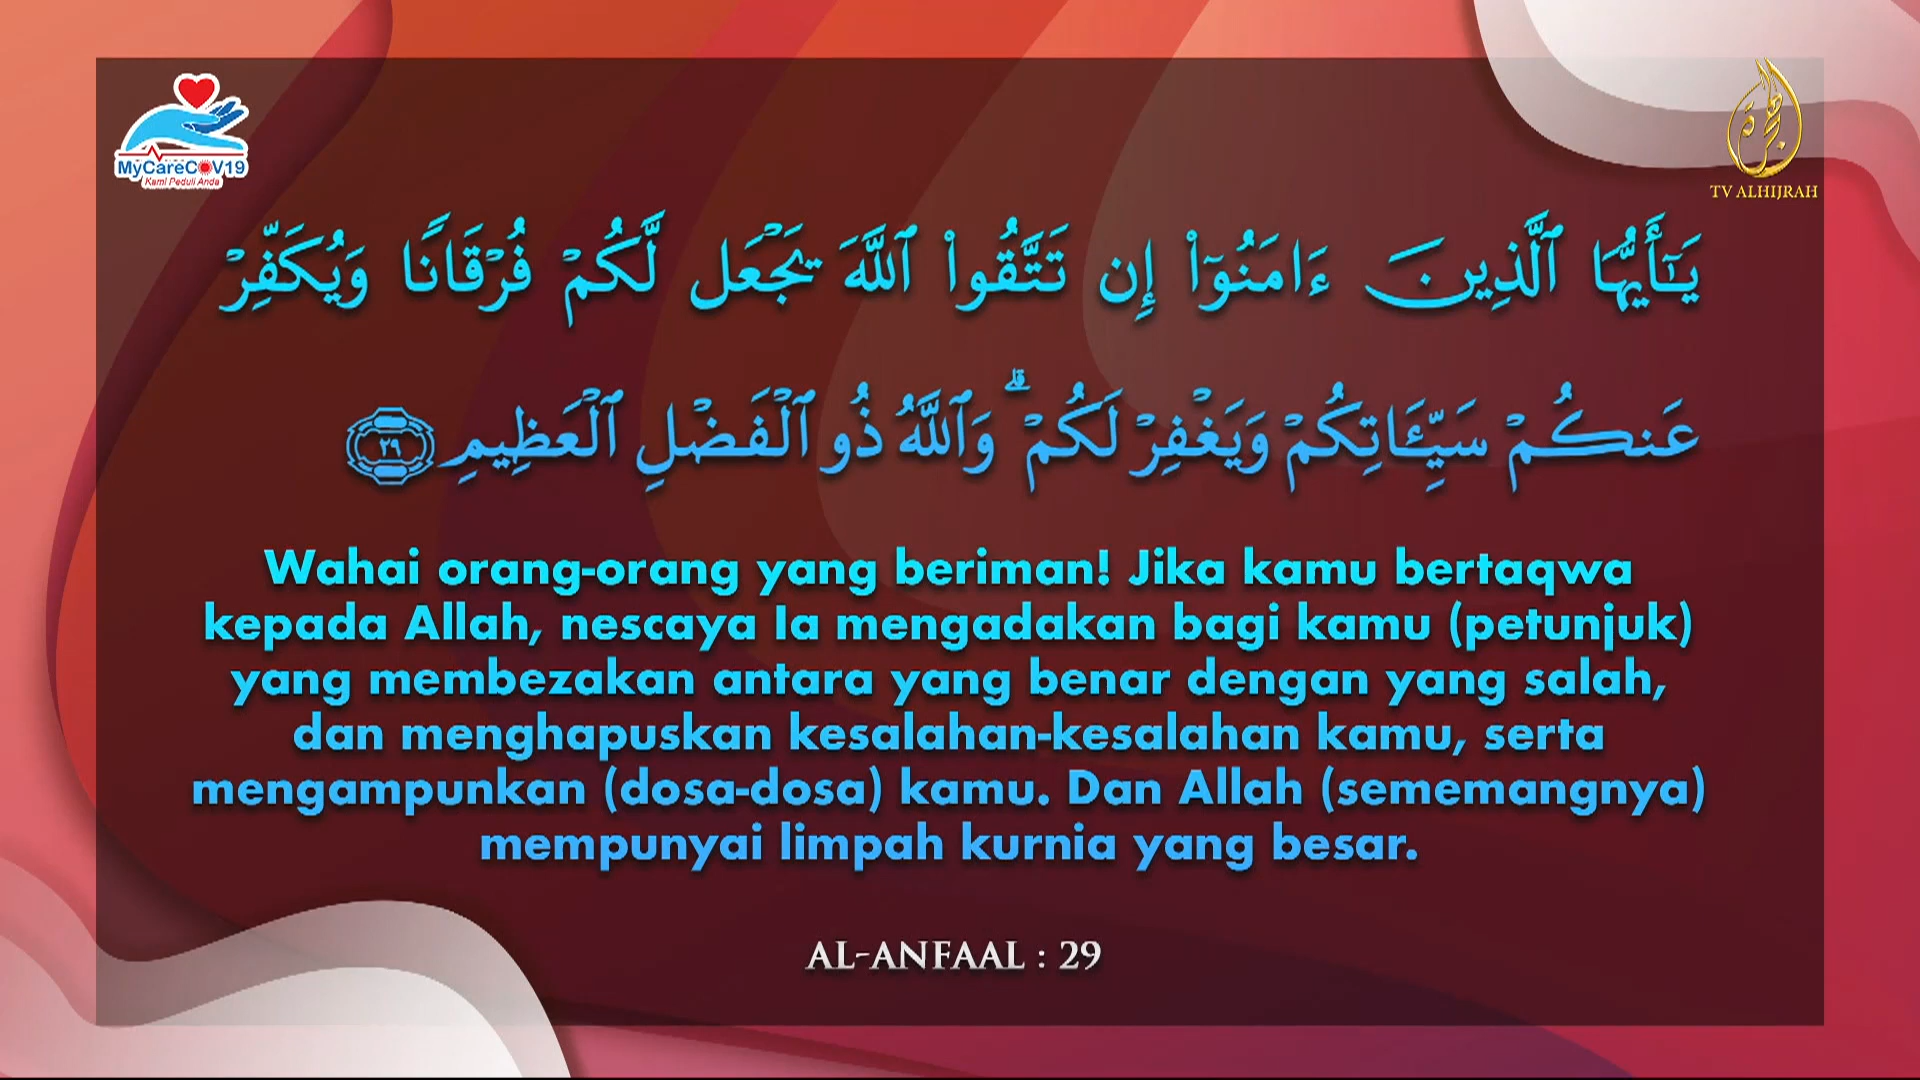 MyCareCOV19
Kami Peduli Anda
TV ALHIJRAH
يَـٰٓأَيُّهَا ٱلَّذِينَ ءَامَنُوٓا۟ إِن تَتَّقُوا۟ ٱللَّهَ يَجْعَل لَّكُمْ فُرْقَانًا وَيُكَفِّرْ
عَنكُمْ سَيِّـَٔاتِكُمْ وَيَغْفِرْ لَكُمْ ۗ وَٱللَّهُ ذُو ٱلْفَضْلِ ٱلْعَظِيمِ ٢٩
Wahai orang-orang yang beriman! Jika kamu bertaqwa
kepada Allah, nescaya Ia mengadakan bagi kamu (petunjuk)
yang membezakan antara yang benar dengan yang salah,
dan menghapuskan kesalahan-kesalahan kamu, serta
mengampunkan (dosa-dosa) kamu. Dan Allah (sememangnya)
mempunyai limpah kurnia yang besar.
AL-ANFAAL : 29